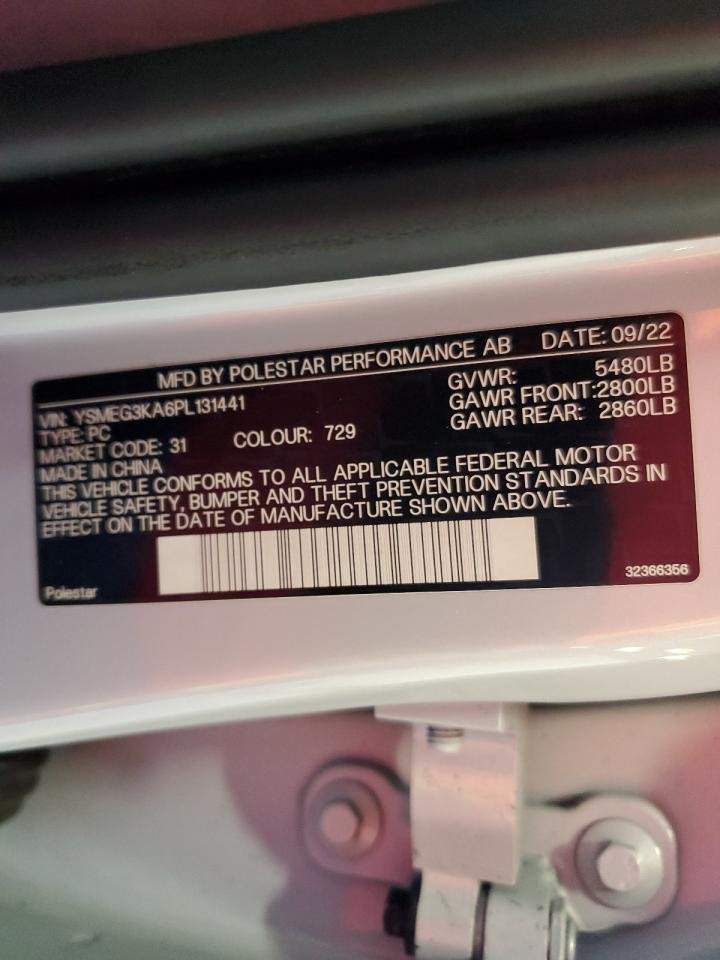 MFD BY POLESTAR PERFORMANCE AB DATE: 09/22
VIN: YSMEG3KA6PL131441 GVWR: 5480LB
TYPE: PC GAWR FRONT:2800LB
MARKET CODE: 31 COLOUR: 729 GAWR REAR: 2860LB
MADE IN CHINA
THIS VEHICLE CONFORMS TO ALL APPLICABLE FEDERAL MOTOR
VEHICLE SAFETY, BUMPER AND THEFT PREVENTION STANDARDS IN
EFFECT ON THE DATE OF MANUFACTURE SHOWN ABOVE.
Polestar 32366356